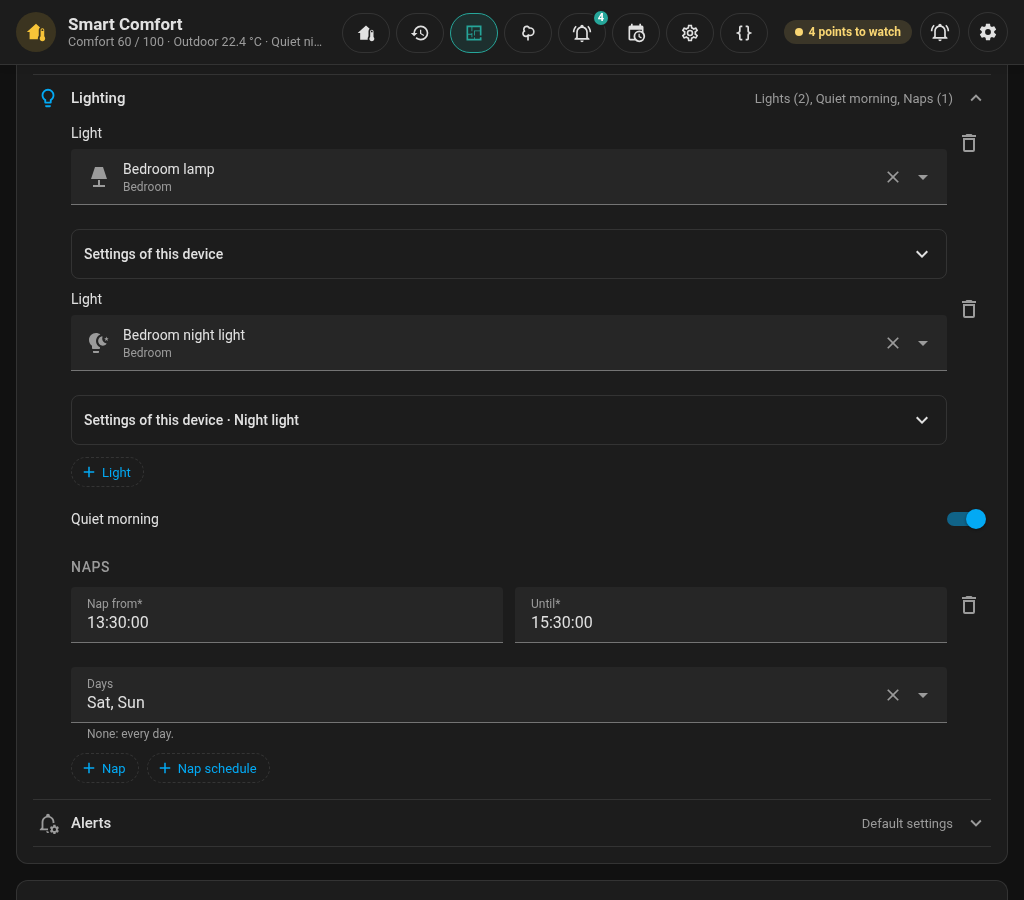 Smart Comfort
Comfort 60 / 100 · Outdoor 22.4 °C · Quiet ni...
4
4 points to watch
Lighting
Lights (2), Quiet morning, Naps (1)
Light
Bedroom lamp
Bedroom
Settings of this device
Light
Bedroom night light
Bedroom
Settings of this device · Night light
+ Light
Quiet morning
NAPS
Nap from*
13:30:00
Until*
15:30:00
Days
Sat, Sun
None: every day.
+ Nap
+ Nap schedule
Alerts
Default settings